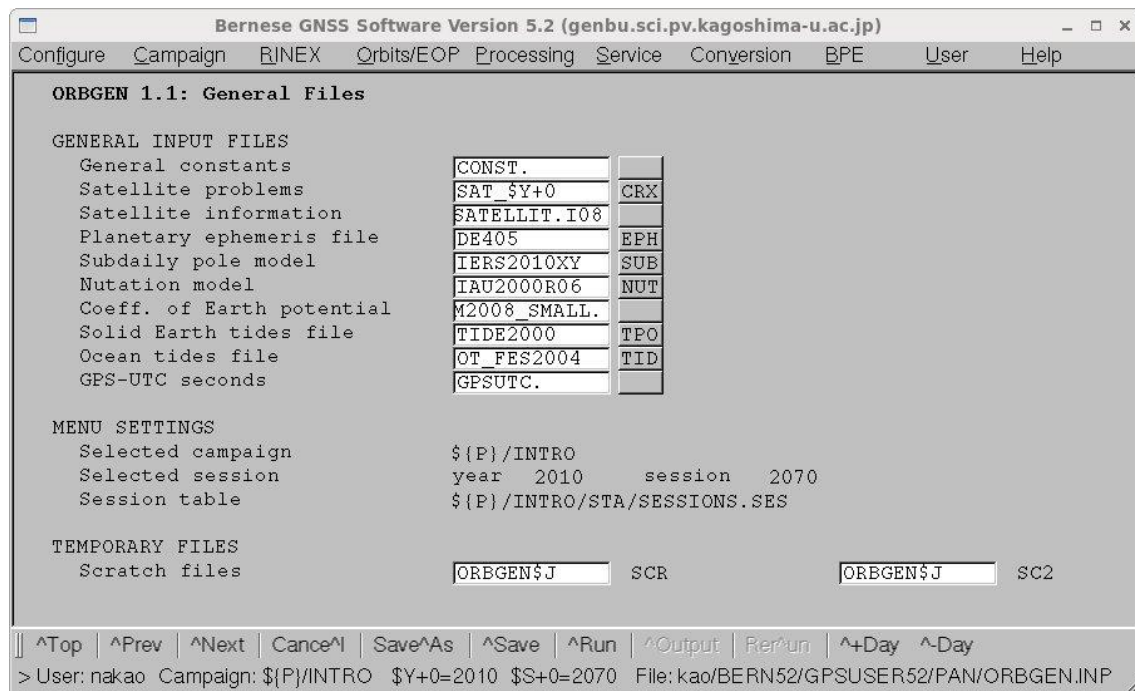 Bernese GNSS Software Version 5.2 (genbu.sci.pv.kagoshima-u.ac.jp)
Configure Campaign RINEX Orbits/EOP Processing Service Conversion BPE User Help
ORBGEN 1.1: General Files
GENERAL INPUT FILES
General constants CONST.
Satellite problems SAT_$Y+0 CRX
Satellite information SATELLIT.I08
Planetary ephemeris file DE405 EPH
Subdaily pole model IERS2010XY SUB
Nutation model IAU2000R06 NUT
Coeff. of Earth potential M2008_SMALL.
Solid Earth tides file TIDE2000 TPO
Ocean tides file OT_FES2004 TID
GPS-UTC seconds GPSUTC.
MENU SETTINGS
Selected campaign ${P}/INTRO
Selected session year 2010 session 2070
Session table ${P}/INTRO/STA/SESSIONS.SES
TEMPORARY FILES
Scratch files ORBGEN$J SCR ORBGEN$J SC2
^Top | ^Prev | ^Next | Cance^l | Save^As | ^Save | ^Run | ^Output | Rer^un | ^+Day ^-Day
> User: nakao Campaign: ${P}/INTRO $Y+0=2010 $S+0=2070 File: kao/BERN52/GPSUSER52/PAN/ORBGEN.INP